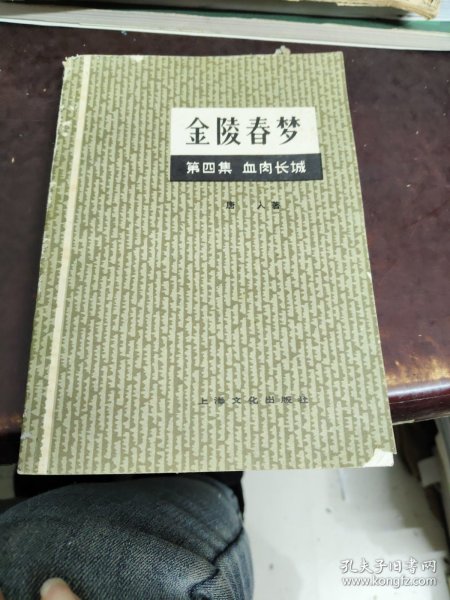 金陵春梦
第四集 血肉长城
唐 人著
上海文化出版社
孔夫子旧书网
www.kongfz.com